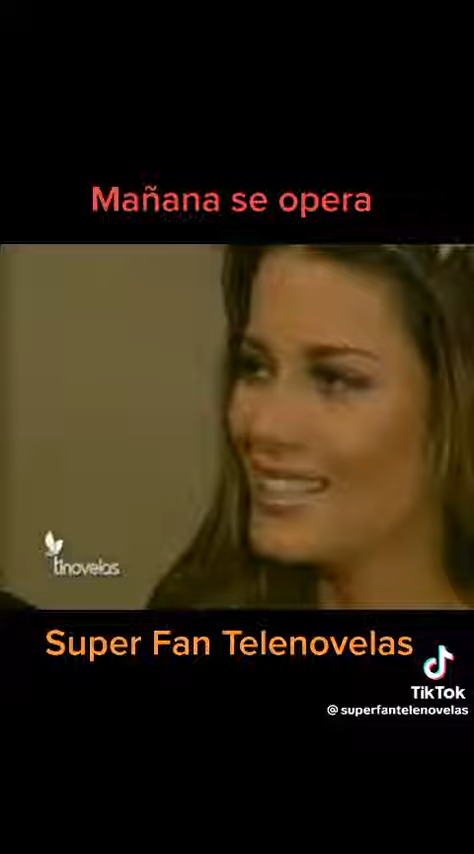 Mañana se opera
tlnovelas
Super Fan Telenovelas
TikTok
@superfantelenovelas